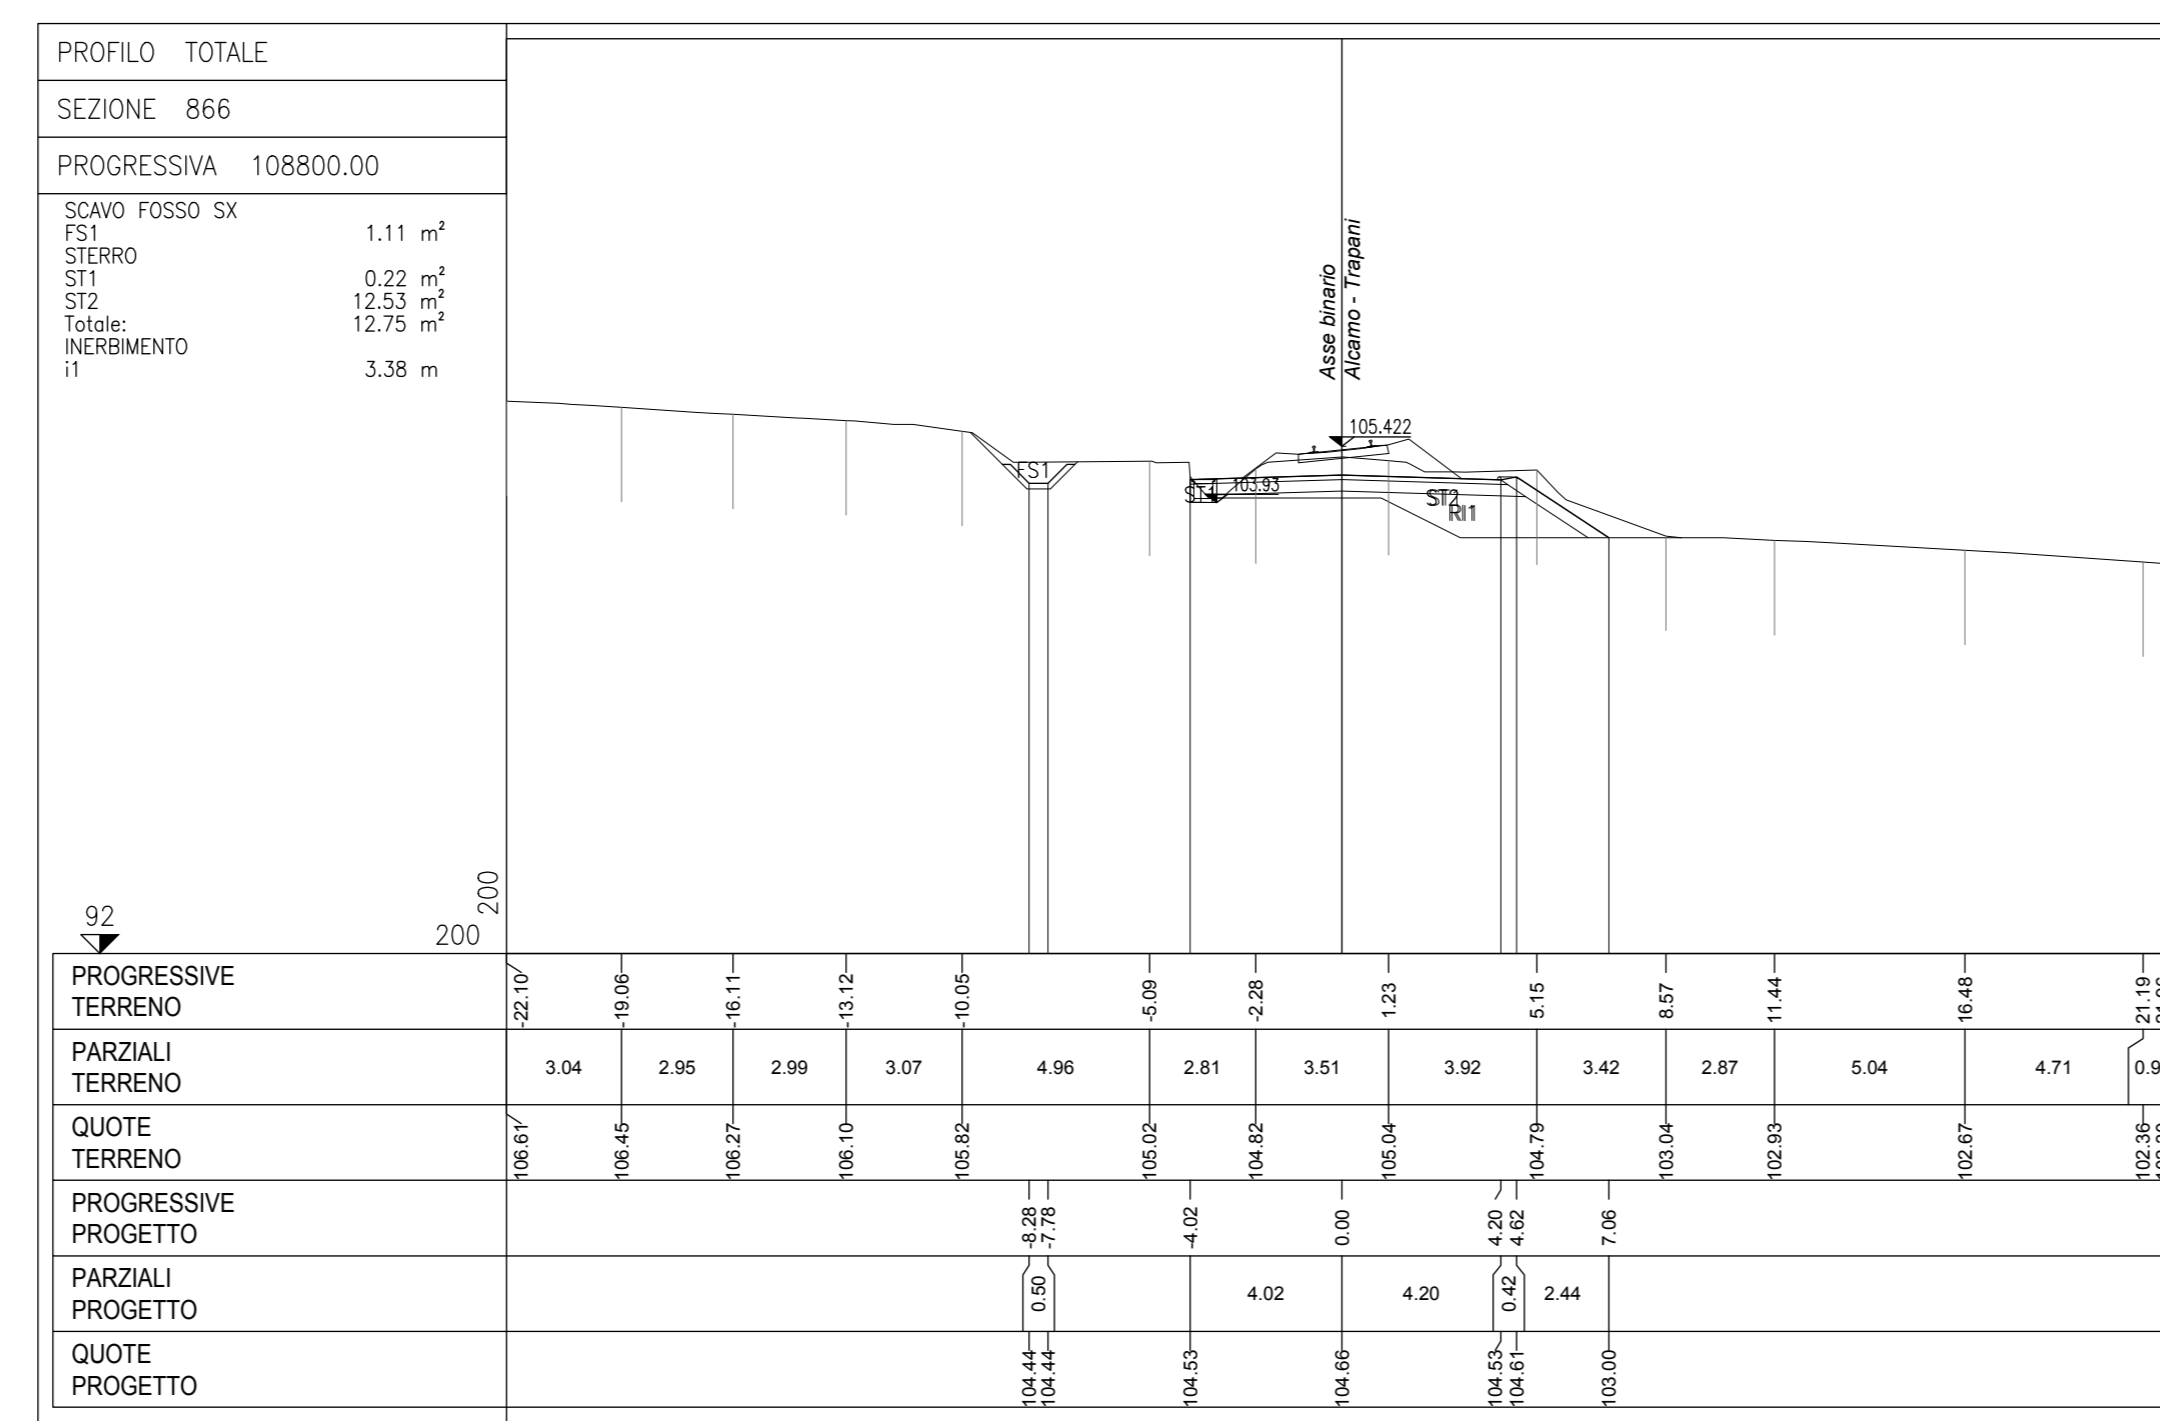 PROFILO TOTALE
SEZIONE 866
PROGRESSIVA 108800.00
SCAVO FOSSO SX
FS1 1.11 m²
STERRO
ST1 0.22 m²
ST2 12.53 m²
Totale: 12.75 m²
INERBIMENTO
i1 3.38 m
Asse binario
Alcamo - Trapani
105.422
FS1
ST1
103.93
ST2
RI1
200
92
200
PROGRESSIVE TERRENO
-22.10 -19.06 -16.11 -13.12 -10.05 -5.09 -2.28 1.23 5.15 8.57 11.44 16.48 21.19
PARZIALI TERRENO
3.04 2.95 2.99 3.07 4.96 2.81 3.51 3.92 3.42 2.87 5.04 4.71 0.9
QUOTE TERRENO
106.61 106.45 106.27 106.10 105.82 105.02 104.82 105.04 104.79 103.04 102.93 102.67 102.36
PROGRESSIVE PROGETTO
-8.28 -7.78 -4.02 0.00 4.20 4.62 7.06
PARZIALI PROGETTO
0.50 4.02 4.20 0.42 2.44
QUOTE PROGETTO
104.44 104.44 104.53 104.66 104.53 104.61 103.00